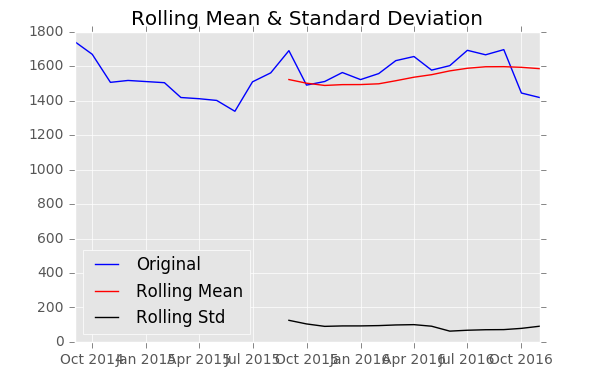 Rolling Mean & Standard Deviation
1800
1600
1400
1200
1000
800
600
400
200
0
Original
Rolling Mean
Rolling Std
Oct 2014 Jan 2015 Apr 2015 Jul 2015 Oct 2015 Jan 2016 Apr 2016 Jul 2016 Oct 2016